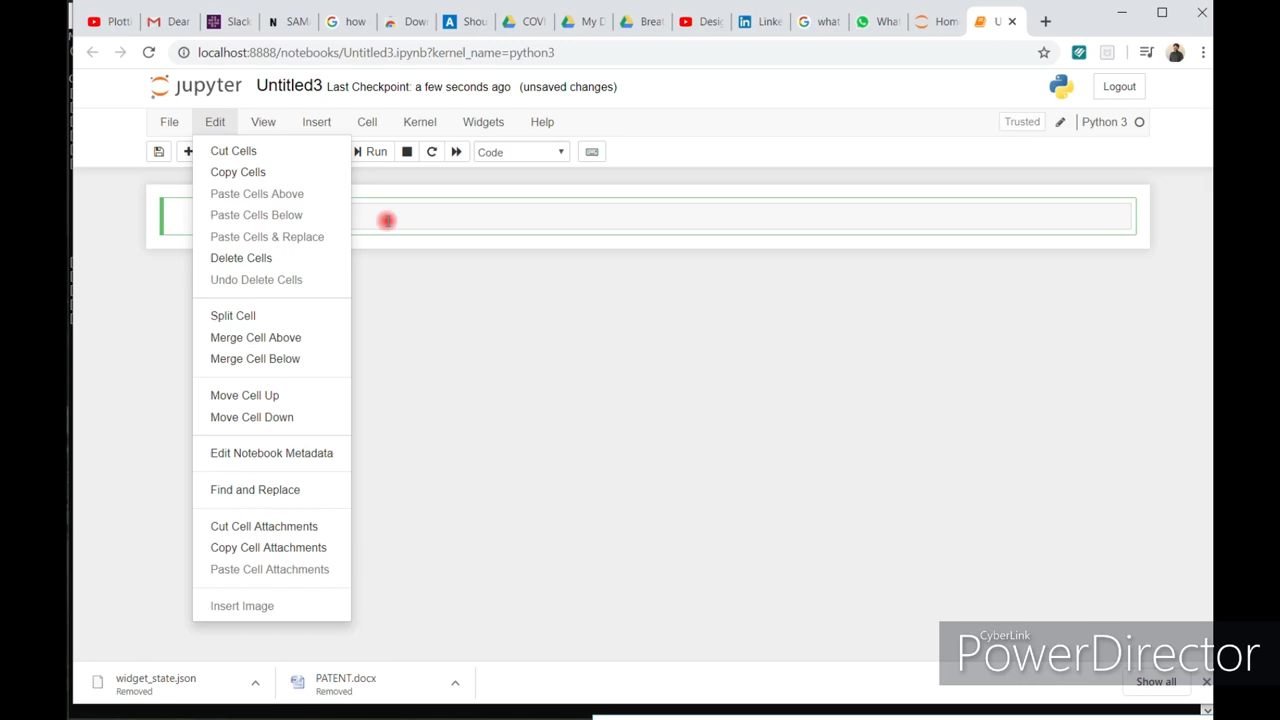 Plotti
Dear
Slack
SAM
how
Dow
Shou
COVI
My D
Brea
Desig
Linke
what
What
Hom
U
localhost:8888/notebooks/Untitled3.ipynb?kernel_name=python3
jupyter Untitled3 Last Checkpoint: a few seconds ago (unsaved changes)
Logout
File Edit View Insert Cell Kernel Widgets Help
Trusted Python 3
Run Code
Cut Cells
Copy Cells
Paste Cells Above
Paste Cells Below
Paste Cells & Replace
Delete Cells
Undo Delete Cells
Split Cell
Merge Cell Above
Merge Cell Below
Move Cell Up
Move Cell Down
Edit Notebook Metadata
Find and Replace
Cut Cell Attachments
Copy Cell Attachments
Paste Cell Attachments
Insert Image
CyberLink
PowerDirector
widget_state.json
Removed
PATENT.docx
Removed
Show all